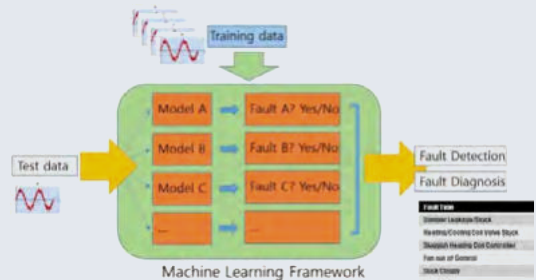 Training data
Model A
Fault A? Yes/No
Model B
Fault B? Yes/No
Model C
Fault C? Yes/No
...
...
Test data
Fault Detection
Fault Diagnosis
Fault Type
Damper Leakage/Stuck
Heating/Cooling Coil Valve Stuck
Sluggish Heating Coil Controller
Fan out of Control
Stuck Closure
Machine Learning Framework